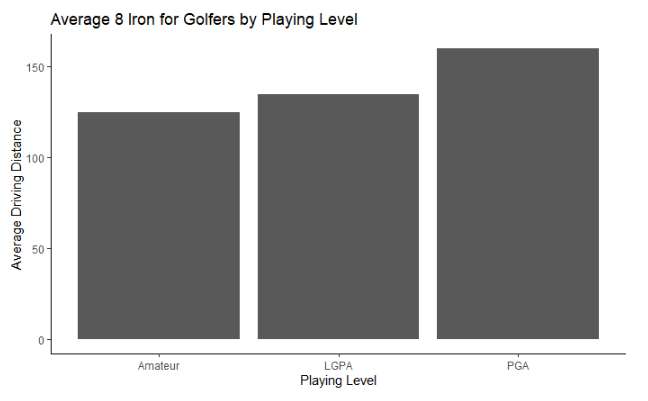 Average 8 Iron for Golfers by Playing Level
Average Driving Distance
150
100
50
0
Amateur LGPA PGA
Playing Level